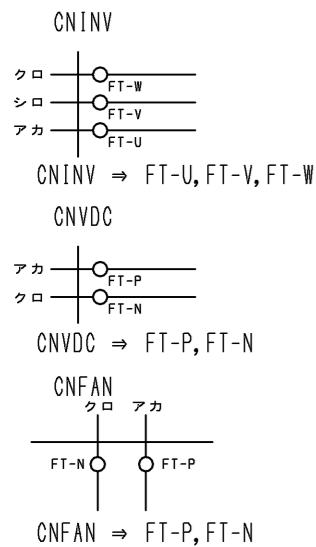 CNINV
クロ FT-W
シロ FT-V
アカ FT-U
CNINV ⇒ FT-U,FT-V,FT-W
CNVDC
アカ FT-P
クロ FT-N
CNVDC ⇒ FT-P,FT-N
CNFAN
クロ アカ
FT-N FT-P
CNFAN ⇒ FT-P,FT-N